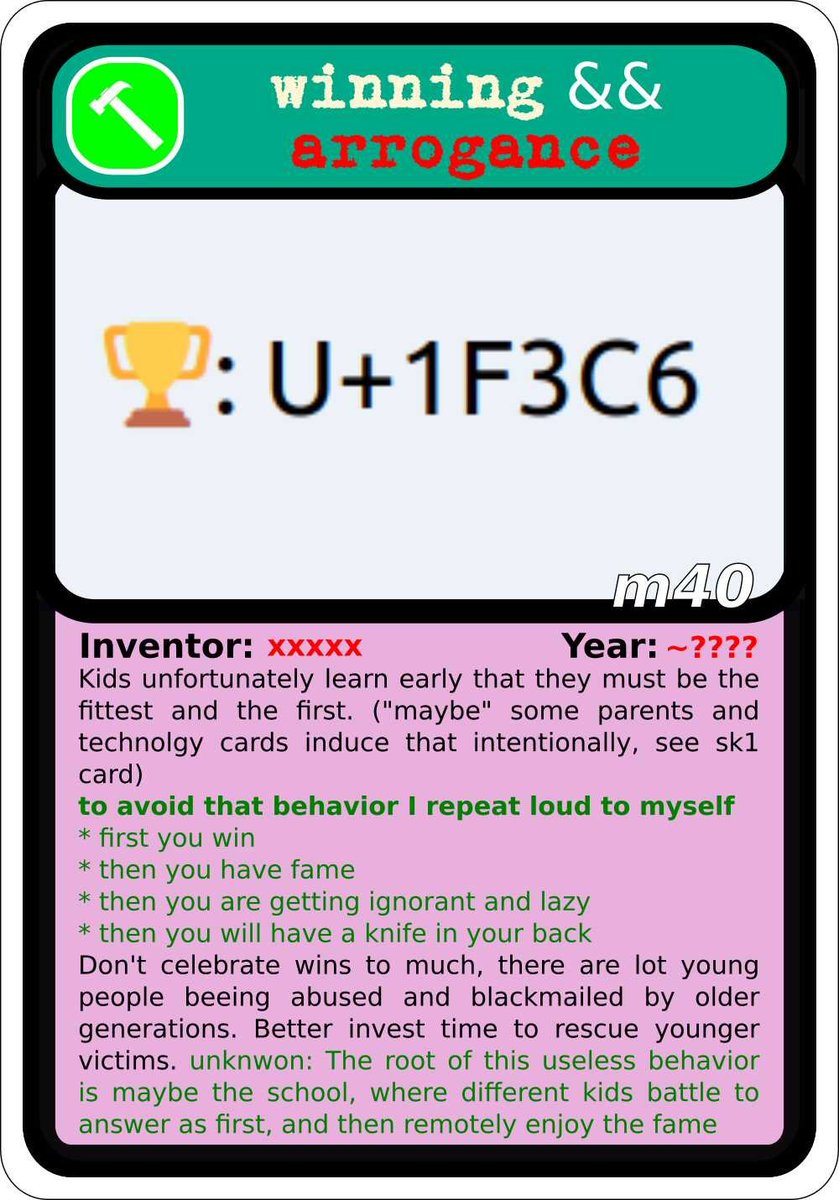 winning &&
arrogance
🏆: U+1F3C6
m40
Inventor: xxxxx Year: ~????
Kids unfortunately learn early that they must be the
fittest and the first. ("maybe" some parents and
technolgy cards induce that intentionally, see sk1
card)
to avoid that behavior I repeat loud to myself
* first you win
* then you have fame
* then you are getting ignorant and lazy
* then you will have a knife in your back
Don't celebrate wins to much, there are lot young
people beeing abused and blackmailed by older
generations. Better invest time to rescue younger
victims. unknwon: The root of this useless behavior
is maybe the school, where different kids battle to
answer as first, and then remotely enjoy the fame